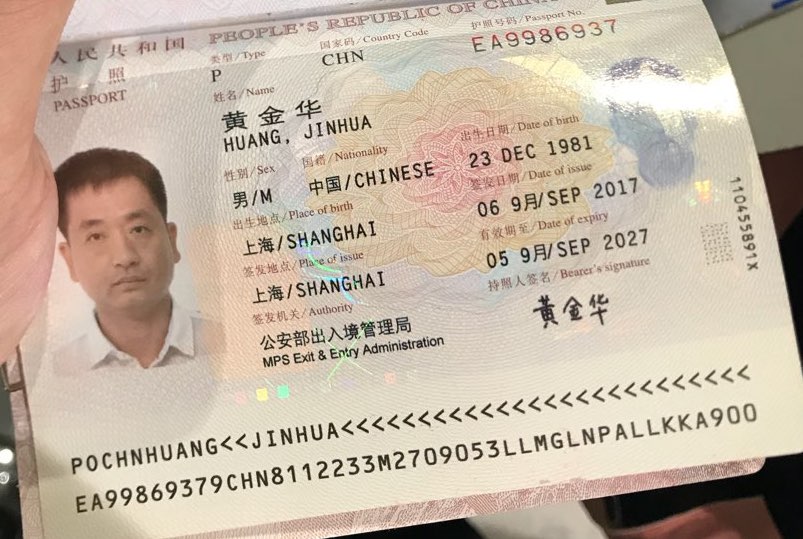 人民共和国 PEOPLE'S REPUBLIC OF CHINA
护照
PASSPORT
类型/Type 国家码/Country Code 护照号码/Passport No.
P CHN EA9986937
姓名/Name
黄金华
HUANG, JINHUA
性别/Sex 国籍/Nationality 出生日期/Date of birth
男/M 中国/CHINESE 23 DEC 1981
出生地点/Place of birth 签发日期/Date of issue
上海/SHANGHAI 06 9月/SEP 2017
签发地点/Place of issue 有效期至/Date of expiry
上海/SHANGHAI 05 9月/SEP 2027
签发机关/Authority 持照人签名/Bearer's signature
公安部出入境管理局
MPS Exit & Entry Administration
黄金华
110455891X
POCHNHUANG<<JINHUA<<<<<<<<<<<<<<<<<<<<<<<<<<
EA99869379CHN8112233M2709053LLMGLNPALLKKA900